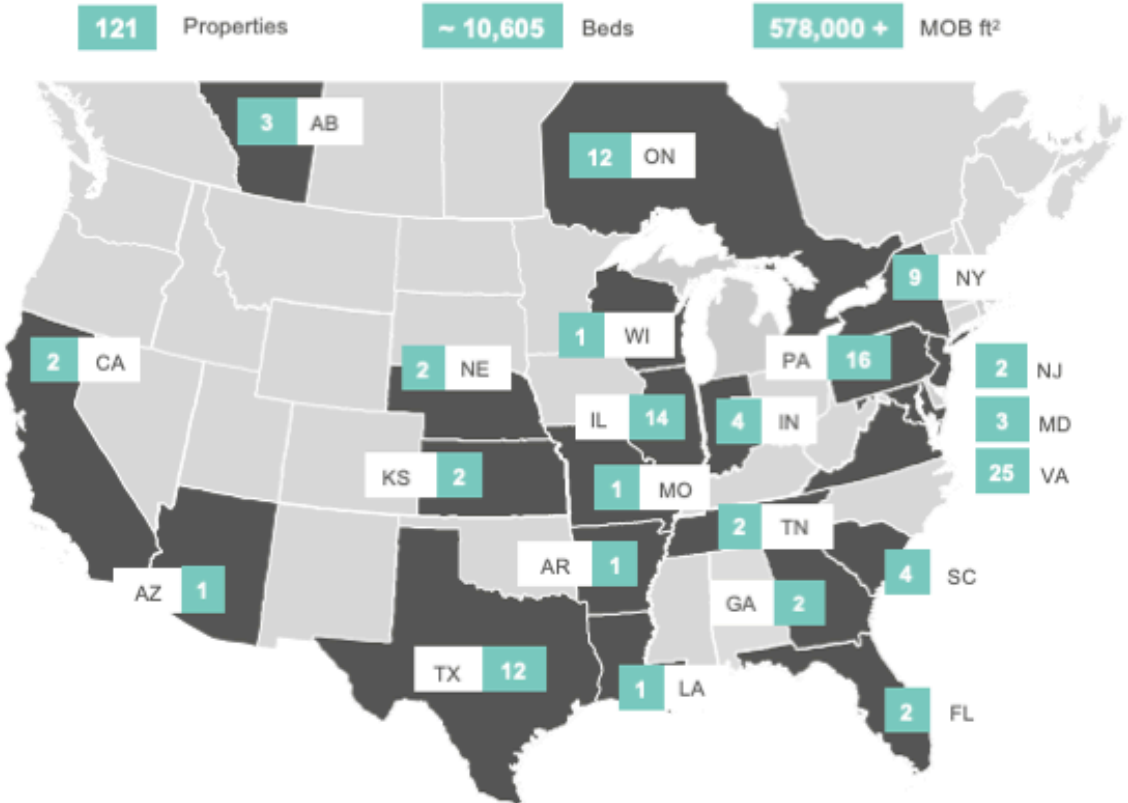 121 Properties ~ 10,605 Beds 578,000 + MOB ft²
3 AB
12 ON
9 NY
1 WI
2 CA
2 NE
PA 16
2 NJ
IL 14
4 IN
3 MD
KS 2
1 MO
25 VA
2 TN
AR 1
4 SC
AZ 1
GA 2
TX 12
1 LA
2 FL